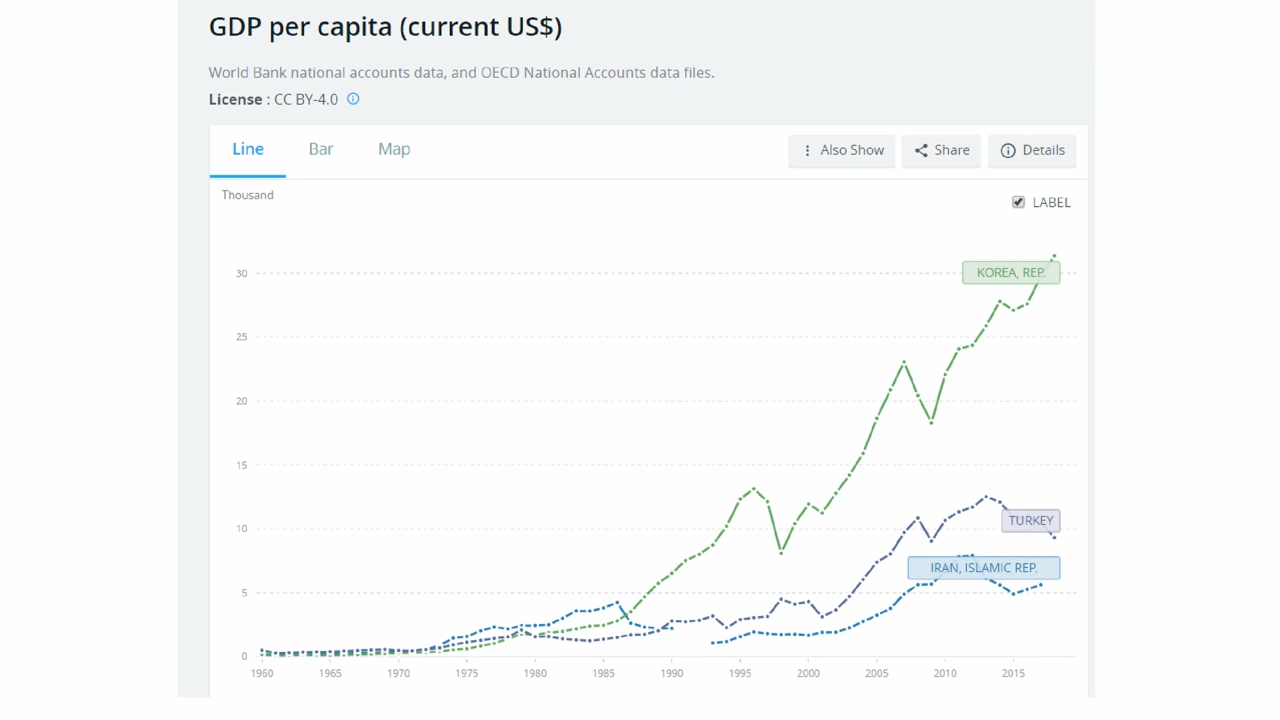 GDP per capita (current US$)
World Bank national accounts data, and OECD National Accounts data files.
License : CC BY-4.0
Line Bar Map Also Show Share Details
Thousand
LABEL
30
KOREA, REP.
25
20
15
10
TURKEY
IRAN, ISLAMIC REP.
5
0
1960 1965 1970 1975 1980 1985 1990 1995 2000 2005 2010 2015